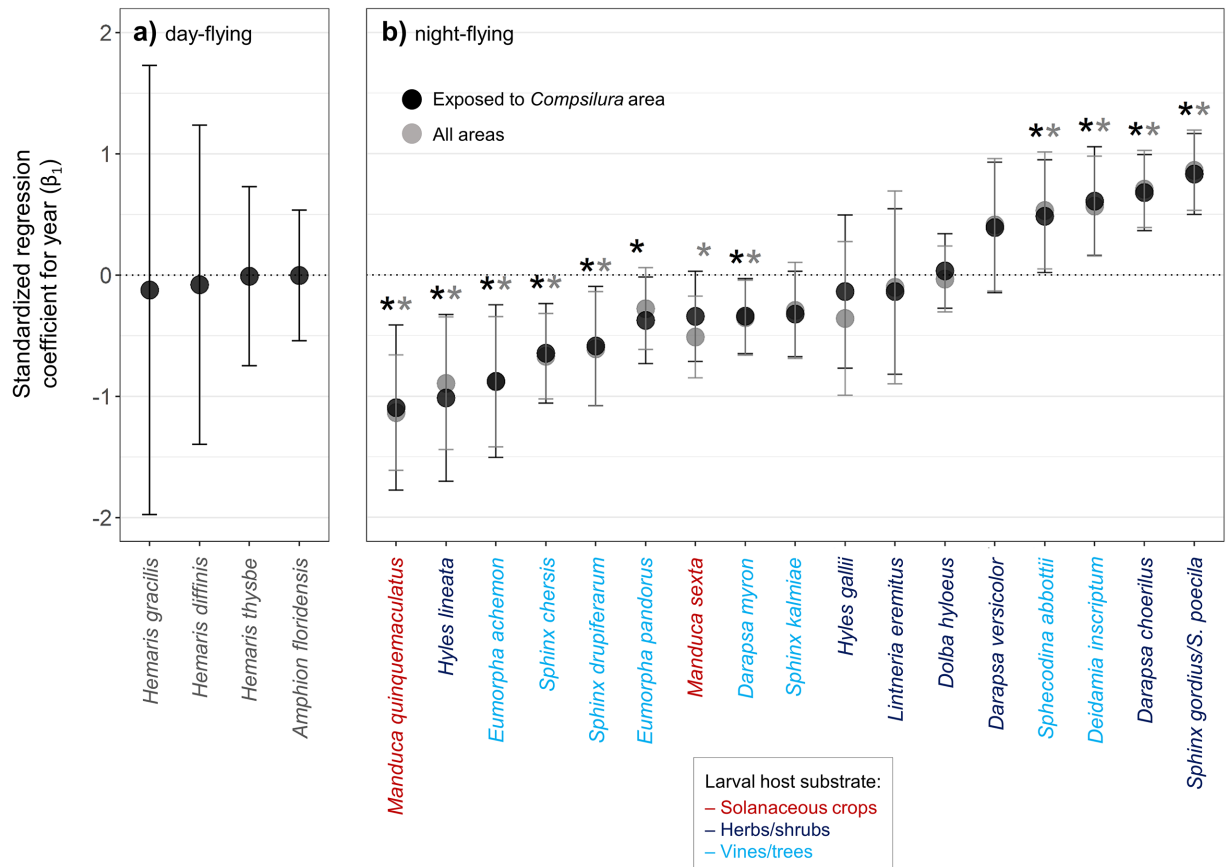 a) day-flying
b) night-flying
Exposed to Compsilura area
All areas
Standardized regression
coefficient for year (β₁)
2
1
0
-1
-2
* * * * * * * * * * * * * * * * * * * *
Hemaris gracilis
Hemaris diffinis
Hemaris thysbe
Amphion floridensis
Manduca quinquemaculatus
Hyles lineata
Eumorpha achemon
Sphinx chersis
Sphinx drupiferarum
Eumorpha pandorus
Manduca sexta
Darapsa myron
Sphinx kalmiae
Hyles gallii
Lintneria eremitus
Dolba hyloeus
Darapsa versicolor
Sphecodina abbottii
Deidamia inscriptum
Darapsa choerilus
Sphinx gordius/S. poecila
Larval host substrate:
– Solanaceous crops
– Herbs/shrubs
– Vines/trees